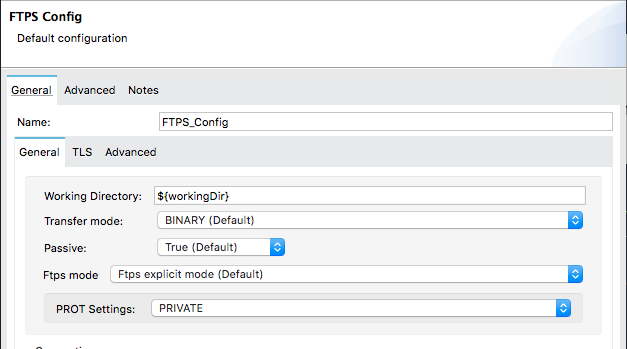 FTPS Config
Default configuration
General Advanced Notes
Name: FTPS_Config
General TLS Advanced
Working Directory: ${workingDir}
Transfer mode: BINARY (Default)
Passive: True (Default)
Ftps mode Ftps explicit mode (Default)
PROT Settings: PRIVATE